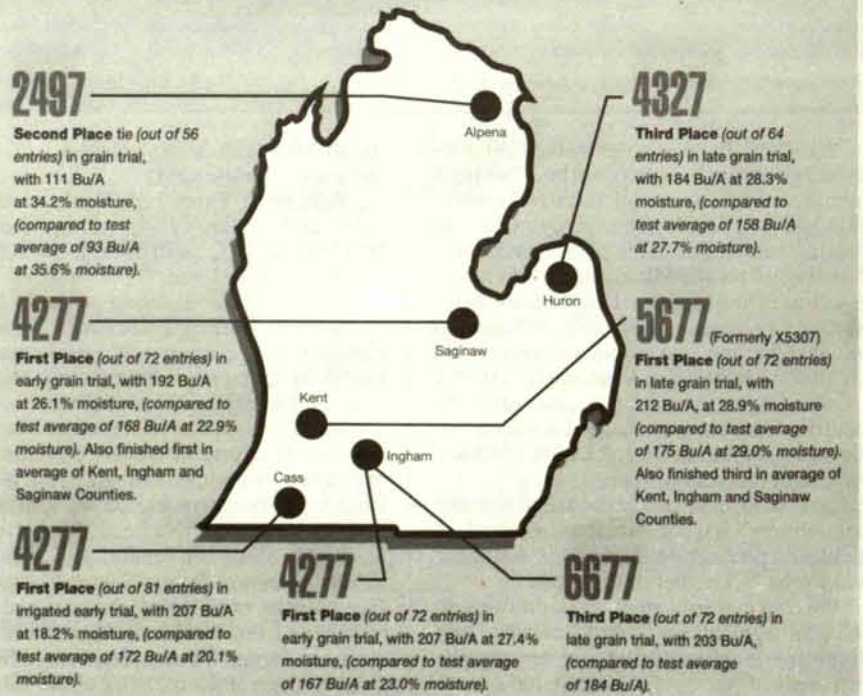 2497
Second Place tie (out of 56
entries) in grain trial,
with 111 Bu/A
at 34.2% moisture,
(compared to test
average of 93 Bu/A
at 35.6% moisture).
4277
First Place (out of 72 entries) in
early grain trial, with 192 Bu/A
at 26.1% moisture, (compared to
test average of 168 Bu/A at 22.9%
moisture). Also finished first in
average of Kent, Ingham and
Saginaw Counties.
4277
First Place (out of 81 entries) in
irrigated early trial, with 207 Bu/A
at 18.2% moisture, (compared to
test average of 172 Bu/A at 20.1%
moisture).
Alpena
Huron
Saginaw
Kent
Ingham
Cass
4277
First Place (out of 72 entries) in
early grain trial, with 207 Bu/A at 27.4%
moisture, (compared to test average
of 167 Bu/A at 23.0% moisture).
4327
Third Place (out of 64
entries) in late grain trial,
with 184 Bu/A at 28.3%
moisture, (compared to
test average of 158 Bu/A
at 27.7% moisture).
5677 (Formerly X5307)
First Place (out of 72 entries)
in late grain trial, with
212 Bu/A, at 28.9% moisture
(compared to test average
of 175 Bu/A at 29.0% moisture).
Also finished third in average of
Kent, Ingham and Saginaw
Counties.
6677
Third Place (out of 72 entries) in
late grain trial, with 203 Bu/A,
(compared to test average
of 184 Bu/A).